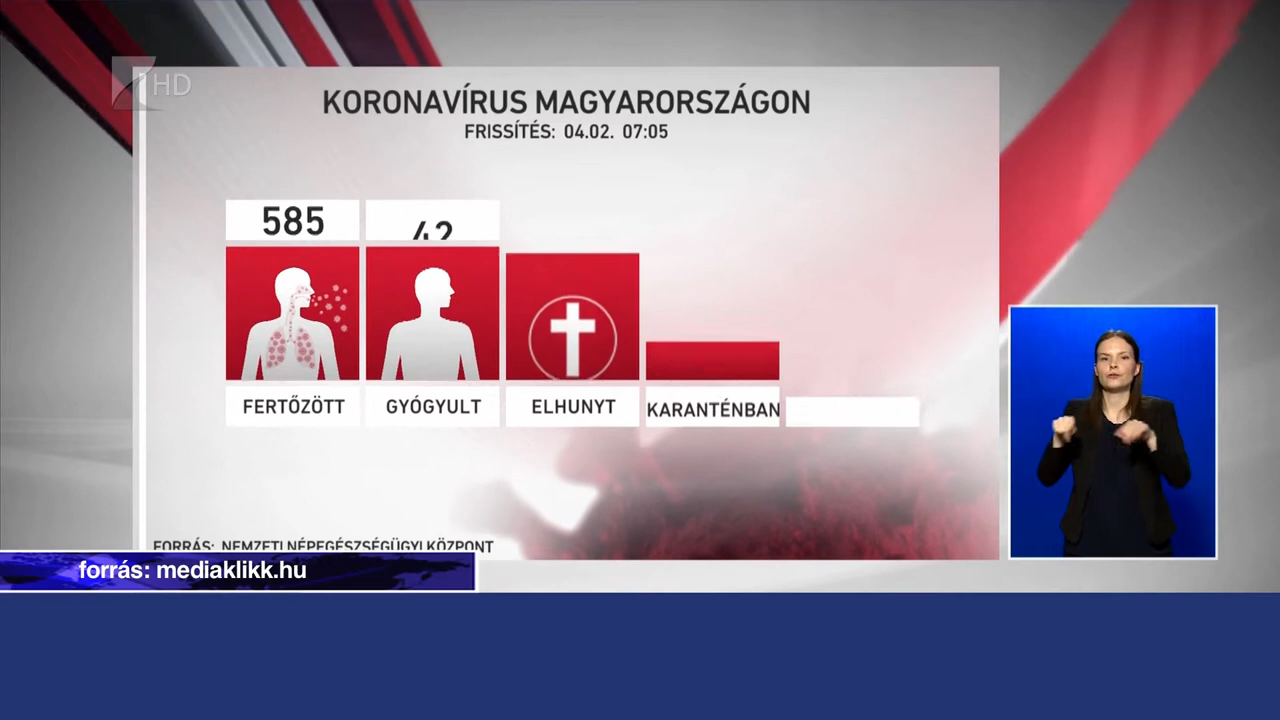 HD
KORONAVÍRUS MAGYARORSZÁGON
FRISSÍTÉS: 04.02. 07:05
585
42
FERTŐZÖTT
GYÓGYULT
ELHUNYT
KARANTÉNBAN
FORRÁS: NEMZETI NÉPEGÉSZSÉGÜGYI KÖZPONT
forrás: mediaklikk.hu